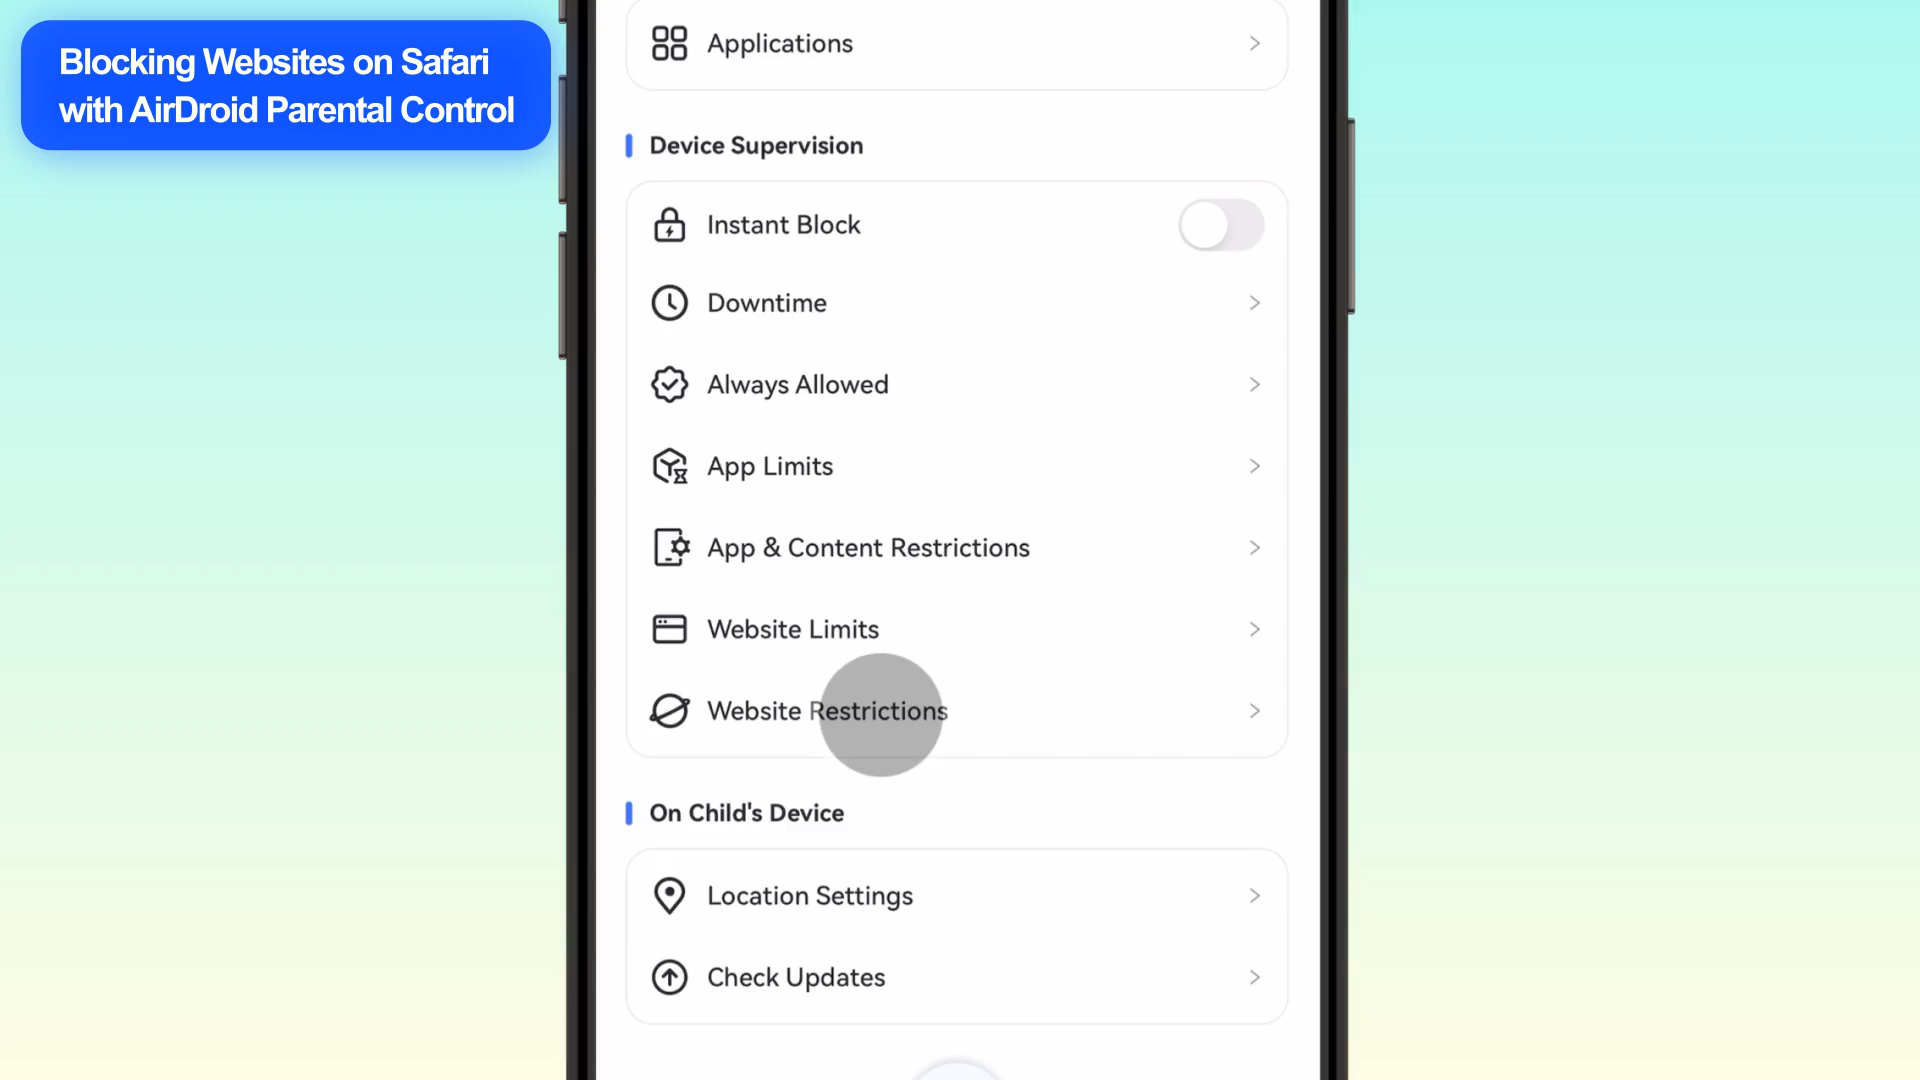 Blocking Websites on Safari
with AirDroid Parental Control
Applications
Device Supervision
Instant Block
Downtime
Always Allowed
App Limits
App & Content Restrictions
Website Limits
Website Restrictions
On Child's Device
Location Settings
Check Updates